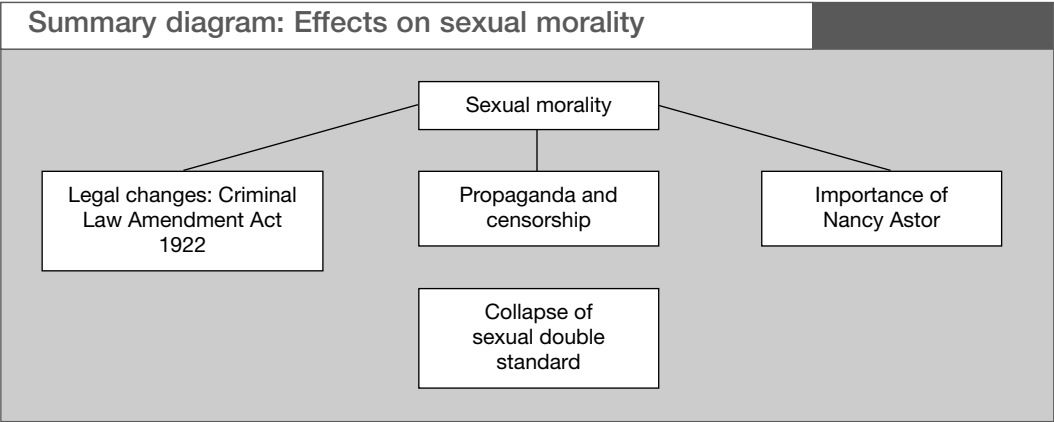 Summary diagram: Effects on sexual morality
Sexual morality
Legal changes: Criminal
Law Amendment Act
1922
Propaganda and
censorship
Importance of
Nancy Astor
Collapse of
sexual double
standard